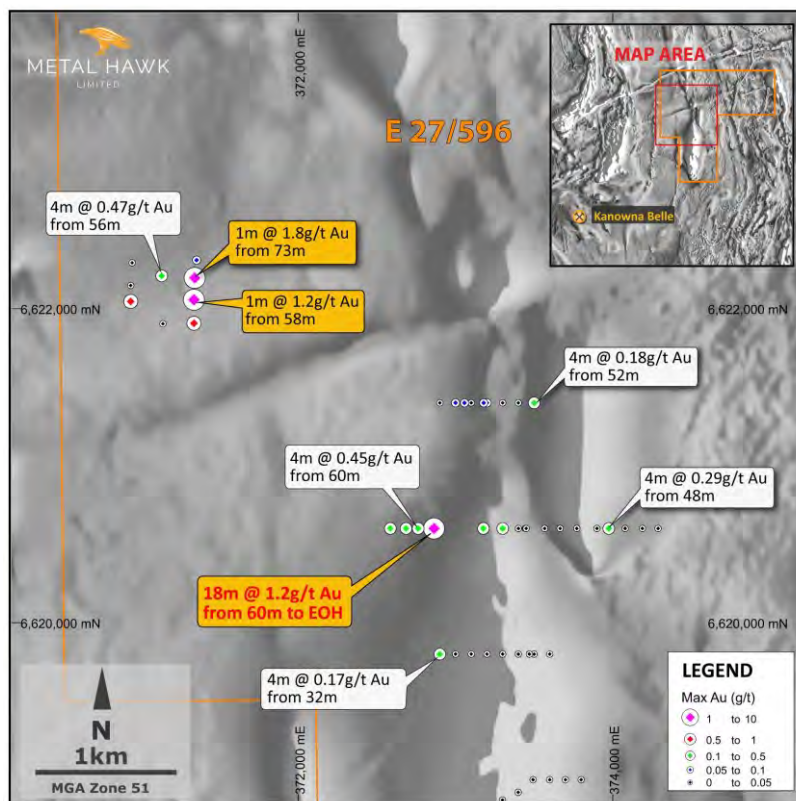 METAL HAWK
LIMITED
372,000 mE
E 27/596
MAP AREA
Kanowna Belle
4m @ 0.47g/t Au
from 56m
1m @ 1.8g/t Au
from 73m
1m @ 1.2g/t Au
from 58m
6,622,000 mN
6,622,000 mN
4m @ 0.18g/t Au
from 52m
4m @ 0.45g/t Au
from 60m
4m @ 0.29g/t Au
from 48m
18m @ 1.2g/t Au
from 60m to EOH
6,620,000 mN
6,620,000 mN
4m @ 0.17g/t Au
from 32m
N
1km
MGA Zone 51
372,000 mE
374,000 mE
LEGEND
Max Au (g/t)
1 to 10
0.5 to 1
0.1 to 0.5
0.05 to 0.1
0 to 0.05